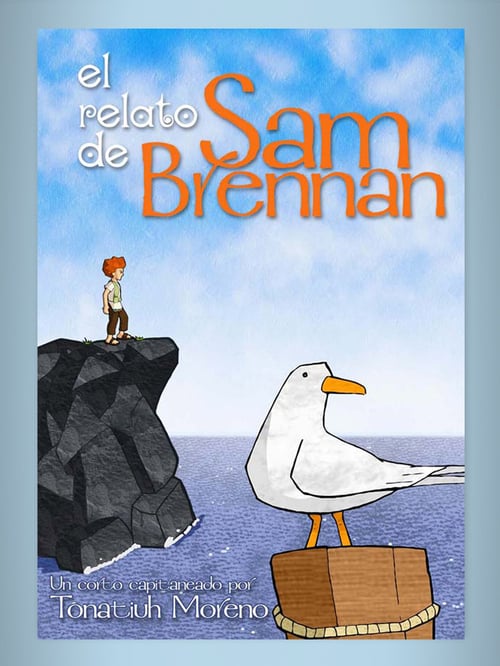 el
relato
de
Sam
Brennan
Un corto capitaneado por
Tonatiuh Moreno